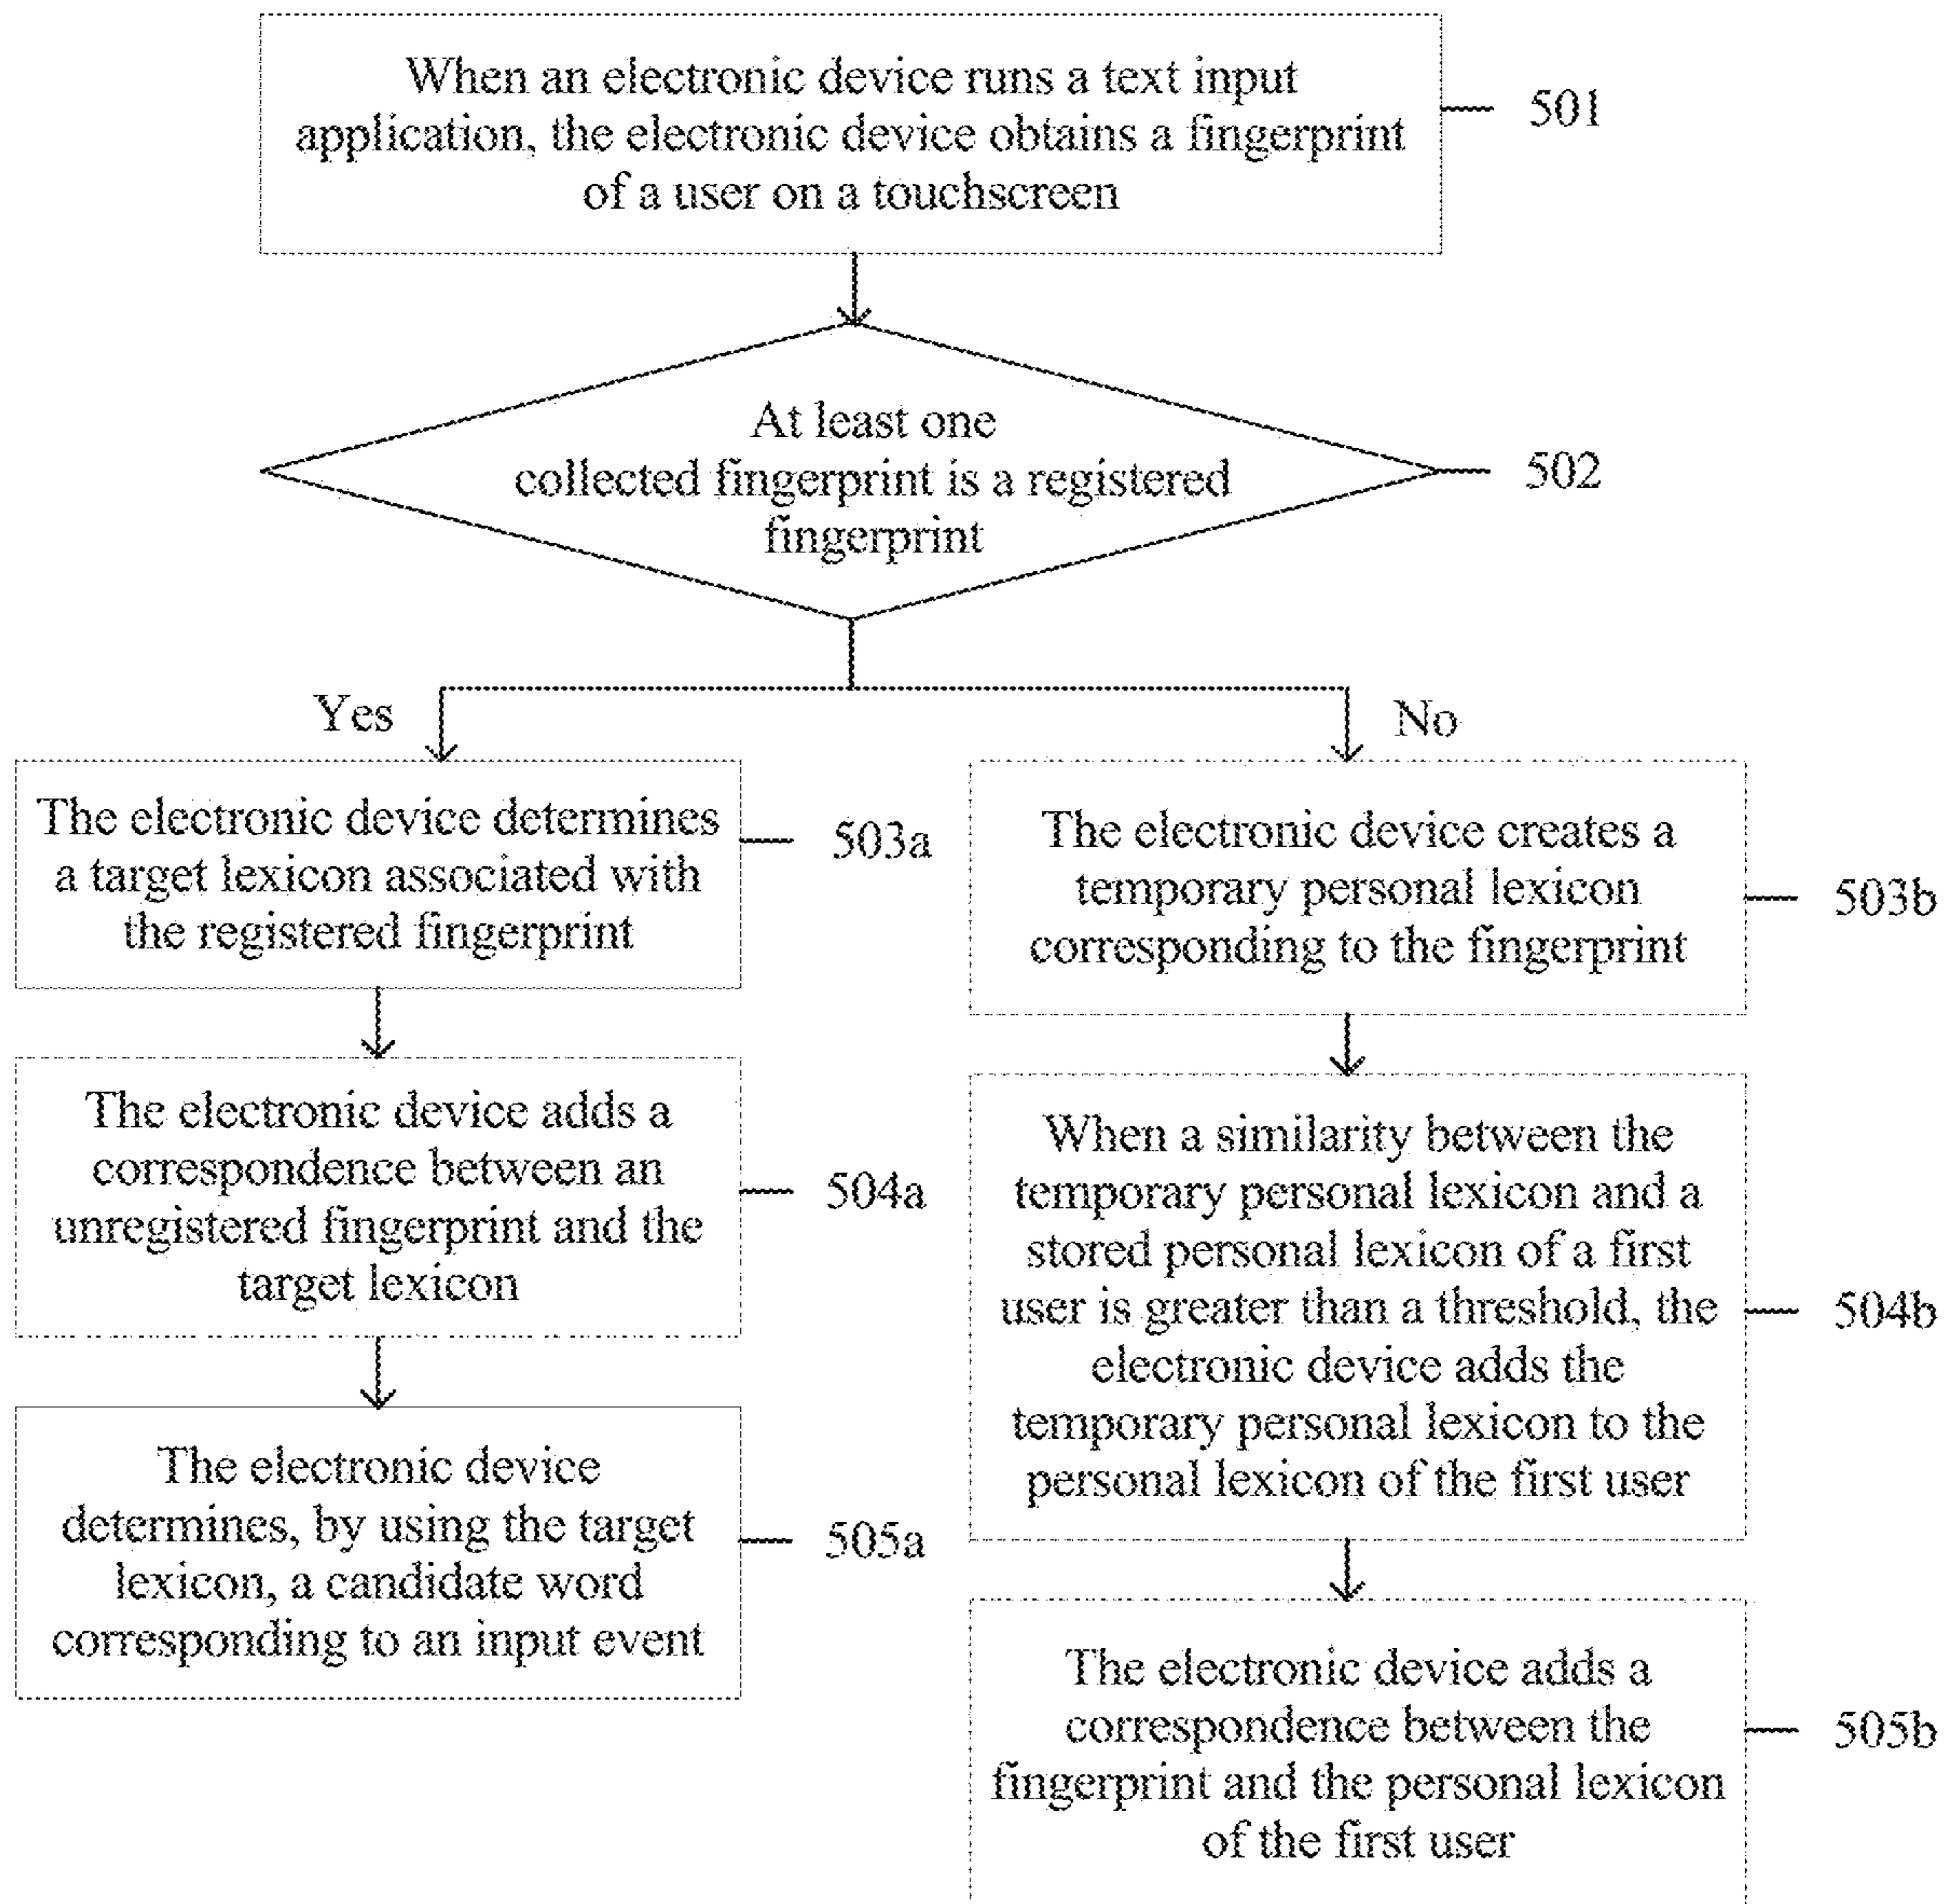 When an electronic device runs a text input
application, the electronic device obtains a fingerprint
of a user on a touchscreen
501
At least one
collected fingerprint is a registered
fingerprint
502
Yes
No
The electronic device determines
a target lexicon associated with
the registered fingerprint
503a
The electronic device creates a
temporary personal lexicon
corresponding to the fingerprint
503b
The electronic device adds a
correspondence between an
unregistered fingerprint and the
target lexicon
504a
When a similarity between the
temporary personal lexicon and a
stored personal lexicon of a first
user is greater than a threshold, the
electronic device adds the
temporary personal lexicon to the
personal lexicon of the first user
504b
The electronic device
determines, by using the target
lexicon, a candidate word
corresponding to an input event
505a
The electronic device adds a
correspondence between the
fingerprint and the personal lexicon
of the first user
505b